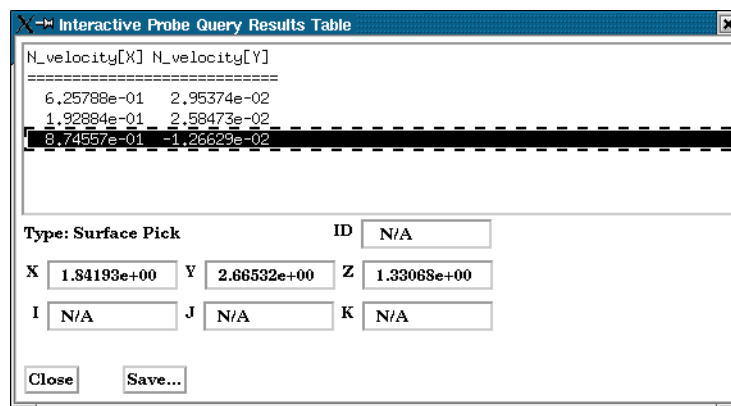 Interactive Probe Query Results Table
N_velocity[X] N_velocity[Y]
============================
6.25788e-01 2.95374e-02
1.92884e-01 2.58473e-02
8.74557e-01 -1.26629e-02
Type: Surface Pick ID N/A
X 1.84193e+00 Y 2.66532e+00 Z 1.33068e+00
I N/A J N/A K N/A
Close Save...